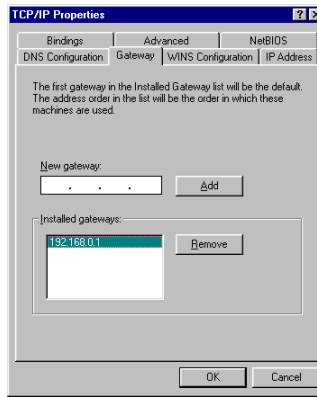 TCP/IP Properties
Bindings Advanced NetBIOS
DNS Configuration Gateway WINS Configuration IP Address
The first gateway in the Installed Gateway list will be the default.
The address order in the list will be the order in which these
machines are used.
New gateway:
. . .
Add
Installed gateways:
192.168.0.1
Remove
OK Cancel